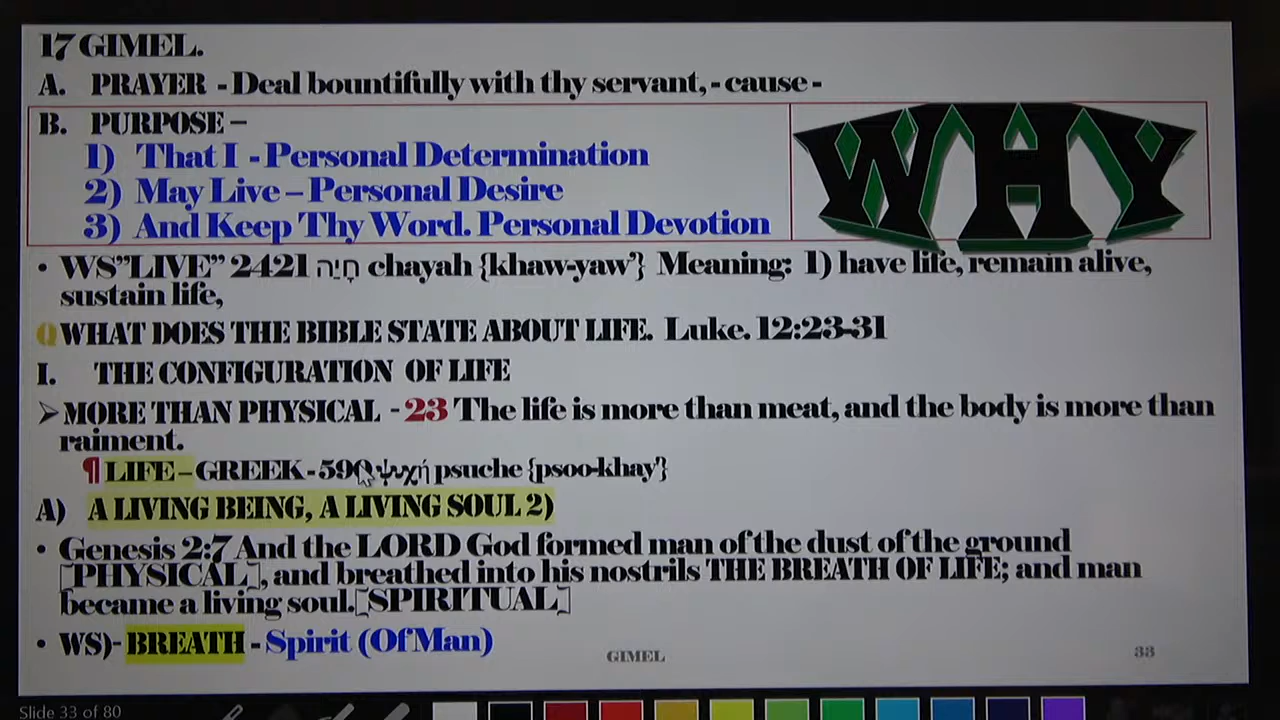 17 GIMEL.
A. PRAYER - Deal bountifully with thy servant, - cause -
B. PURPOSE –
1) That I - Personal Determination
2) May Live – Personal Desire
3) And Keep Thy Word. Personal Devotion
WHY
• WS"LIVE" 2421 חָיָה chayah {khaw-yaw'} Meaning: 1) have life, remain alive,
sustain life,
Q WHAT DOES THE BIBLE STATE ABOUT LIFE. Luke. 12:23-31
I. THE CONFIGURATION OF LIFE
➢ MORE THAN PHYSICAL - 23 The life is more than meat, and the body is more than
raiment.
¶ LIFE – GREEK - 590 ψυχή psuche {psoo-khay'}
A) A LIVING BEING, A LIVING SOUL 2)
• Genesis 2:7 And the LORD God formed man of the dust of the ground
[PHYSICAL], and breathed into his nostrils THE BREATH OF LIFE; and man
became a living soul.[SPIRITUAL]
• WS)- BREATH - Spirit (Of Man)
GIMEL
33
Slide 33 of 80